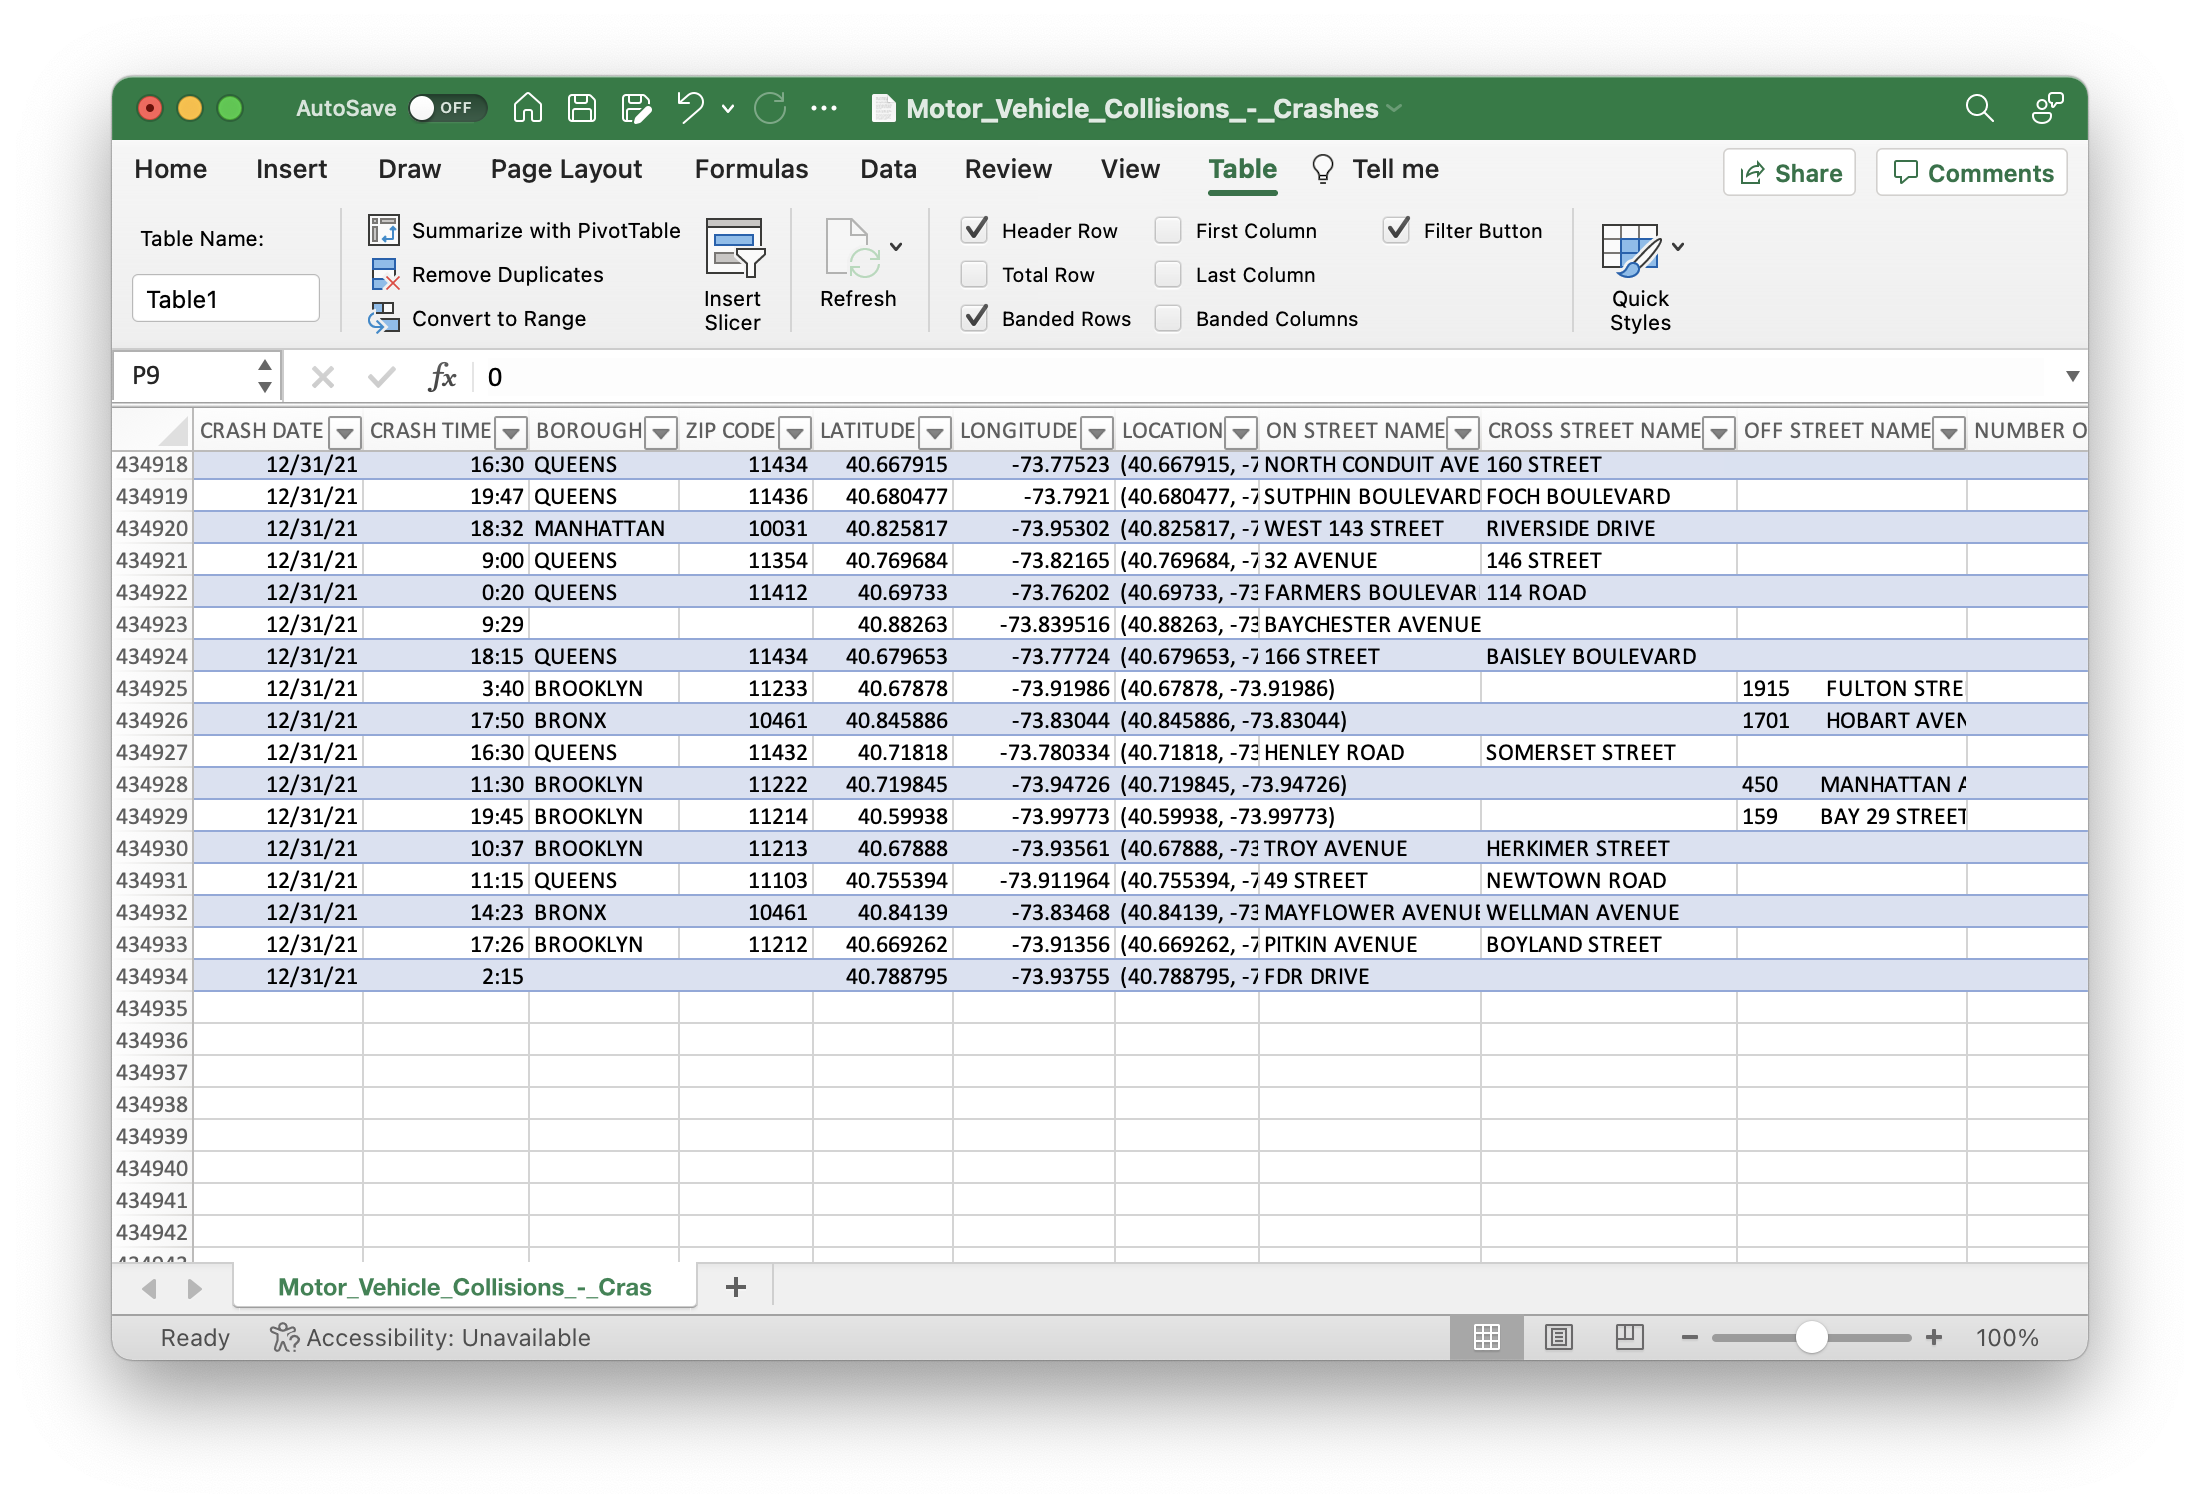 AutoSave OFF Motor_Vehicle_Collisions_-_Crashes
Home Insert Draw Page Layout Formulas Data Review View Table Tell me Share Comments
Table Name:
Table1
Summarize with PivotTable
Remove Duplicates
Convert to Range
Insert
Slicer
Refresh
Header Row First Column Filter Button
Total Row Last Column
Banded Rows Banded Columns
Quick
Styles
P9 fx 0
CRASH DATE CRASH TIME BOROUGH ZIP CODE LATITUDE LONGITUDE LOCATION ON STREET NAME CROSS STREET NAME OFF STREET NAME NUMBER O
434918 12/31/21 16:30 QUEENS 11434 40.667915 -73.77523 (40.667915, -7 NORTH CONDUIT AVE 160 STREET
434919 12/31/21 19:47 QUEENS 11436 40.680477 -73.7921 (40.680477, -7 SUTPHIN BOULEVARD FOCH BOULEVARD
434920 12/31/21 18:32 MANHATTAN 10031 40.825817 -73.95302 (40.825817, -7 WEST 143 STREET RIVERSIDE DRIVE
434921 12/31/21 9:00 QUEENS 11354 40.769684 -73.82165 (40.769684, -7 32 AVENUE 146 STREET
434922 12/31/21 0:20 QUEENS 11412 40.69733 -73.76202 (40.69733, -73 FARMERS BOULEVAR 114 ROAD
434923 12/31/21 9:29 40.88263 -73.839516 (40.88263, -73 BAYCHESTER AVENUE
434924 12/31/21 18:15 QUEENS 11434 40.679653 -73.77724 (40.679653, -7 166 STREET BAISLEY BOULEVARD
434925 12/31/21 3:40 BROOKLYN 11233 40.67878 -73.91986 (40.67878, -73.91986) 1915 FULTON STRE
434926 12/31/21 17:50 BRONX 10461 40.845886 -73.83044 (40.845886, -73.83044) 1701 HOBART AVEN
434927 12/31/21 16:30 QUEENS 11432 40.71818 -73.780334 (40.71818, -73 HENLEY ROAD SOMERSET STREET
434928 12/31/21 11:30 BROOKLYN 11222 40.719845 -73.94726 (40.719845, -73.94726) 450 MANHATTAN A
434929 12/31/21 19:45 BROOKLYN 11214 40.59938 -73.99773 (40.59938, -73.99773) 159 BAY 29 STREET
434930 12/31/21 10:37 BROOKLYN 11213 40.67888 -73.93561 (40.67888, -73 TROY AVENUE HERKIMER STREET
434931 12/31/21 11:15 QUEENS 11103 40.755394 -73.911964 (40.755394, -7 49 STREET NEWTOWN ROAD
434932 12/31/21 14:23 BRONX 10461 40.84139 -73.83468 (40.84139, -73 MAYFLOWER AVENUE WELLMAN AVENUE
434933 12/31/21 17:26 BROOKLYN 11212 40.669262 -73.91356 (40.669262, -7 PITKIN AVENUE BOYLAND STREET
434934 12/31/21 2:15 40.788795 -73.93755 (40.788795, -7 FDR DRIVE
434935
434936
434937
434938
434939
434940
434941
434942
Motor_Vehicle_Collisions_-_Cras +
Ready Accessibility: Unavailable 100%